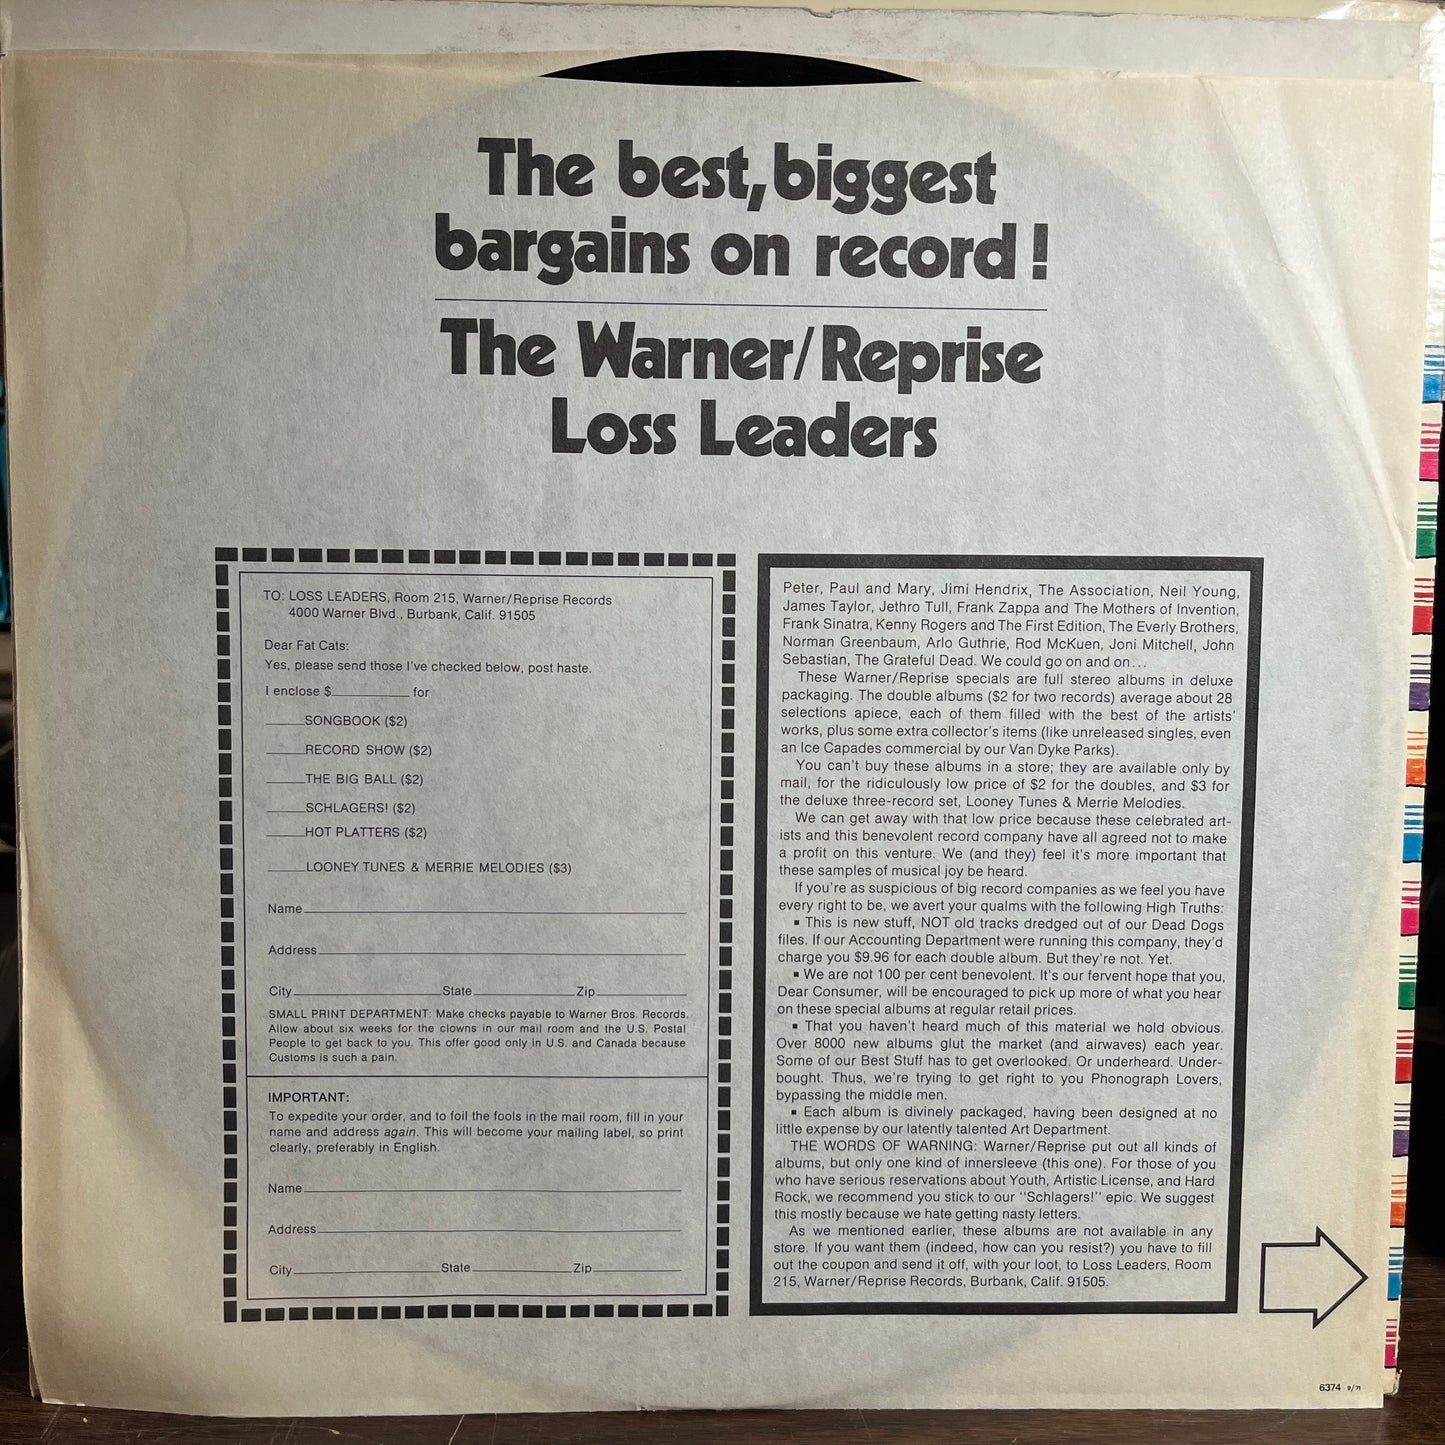 The best, biggest
bargains on record!
The Warner/Reprise
Loss Leaders
TO: LOSS LEADERS, Room 215, Warner/Reprise Records
4000 Warner Blvd., Burbank, Calif. 91505
Dear Fat Cats:
Yes, please send those I've checked below, post haste.
I enclose $__________ for
_____SONGBOOK ($2)
_____RECORD SHOW ($2)
_____THE BIG BALL ($2)
_____SCHLAGERS! ($2)
_____HOT PLATTERS ($2)
_____LOONEY TUNES & MERRIE MELODIES ($3)
Name
Address
City State Zip
SMALL PRINT DEPARTMENT: Make checks payable to Warner Bros. Records.
Allow about six weeks for the clowns in our mail room and the U.S. Postal
People to get back to you. This offer good only in U.S. and Canada because
Customs is such a pain.
IMPORTANT:
To expedite your order, and to foil the fools in the mail room, fill in your
name and address again. This will become your mailing label, so print
clearly, preferably in English.
Name
Address
City State Zip
Peter, Paul and Mary, Jimi Hendrix, The Association, Neil Young,
James Taylor, Jethro Tull, Frank Zappa and The Mothers of Invention,
Frank Sinatra, Kenny Rogers and The First Edition, The Everly Brothers,
Norman Greenbaum, Arlo Guthrie, Rod McKuen, Joni Mitchell, John
Sebastian, The Grateful Dead. We could go on and on...
These Warner/Reprise specials are full stereo albums in deluxe
packaging. The double albums ($2 for two records) average about 28
selections apiece, each of them filled with the best of the artists'
works, plus some extra collector's items (like unreleased singles, even
an Ice Capades commercial by our Van Dyke Parks).
You can't buy these albums in a store; they are available only by
mail, for the ridiculously low price of $2 for the doubles, and $3 for
the deluxe three-record set, Looney Tunes & Merrie Melodies.
We can get away with that low price because these celebrated art-
ists and this benevolent record company have all agreed not to make
a profit on this venture. We (and they) feel it's more important that
these samples of musical joy be heard.
If you're as suspicious of big record companies as we feel you have
every right to be, we avert your qualms with the following High Truths:
▪ This is new stuff, NOT old tracks dredged out of our Dead Dogs
files. If our Accounting Department were running this company, they'd
charge you $9.96 for each double album. But they're not. Yet.
▪ We are not 100 per cent benevolent. It's our fervent hope that you,
Dear Consumer, will be encouraged to pick up more of what you hear
on these special albums at regular retail prices.
▪ That you haven't heard much of this material we hold obvious.
Over 8000 new albums glut the market (and airwaves) each year.
Some of our Best Stuff has to get overlooked. Or underheard. Under-
bought. Thus, we're trying to get right to you Phonograph Lovers,
bypassing the middle men.
▪ Each album is divinely packaged, having been designed at no
little expense by our latently talented Art Department.
THE WORDS OF WARNING: Warner/Reprise put out all kinds of
albums, but only one kind of innersleeve (this one). For those of you
who have serious reservations about Youth, Artistic License, and Hard
Rock, we recommend you stick to our "Schlagers!" epic. We suggest
this mostly because we hate getting nasty letters.
As we mentioned earlier, these albums are not available in any
store. If you want them (indeed, how can you resist?) you have to fill
out the coupon and send it off, with your loot, to Loss Leaders, Room
215, Warner/Reprise Records, Burbank, Calif. 91505.
6374 9/71